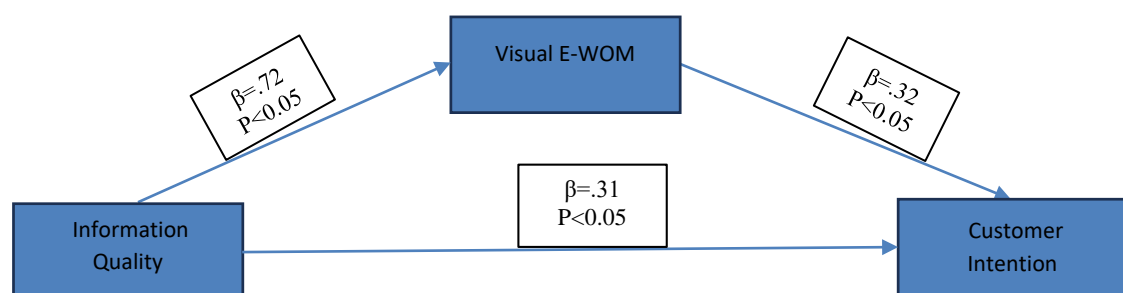 Visual E-WOM
β=.72
P<0.05
β=.32
P<0.05
β=.31
P<0.05
Information
Quality
Customer
Intention